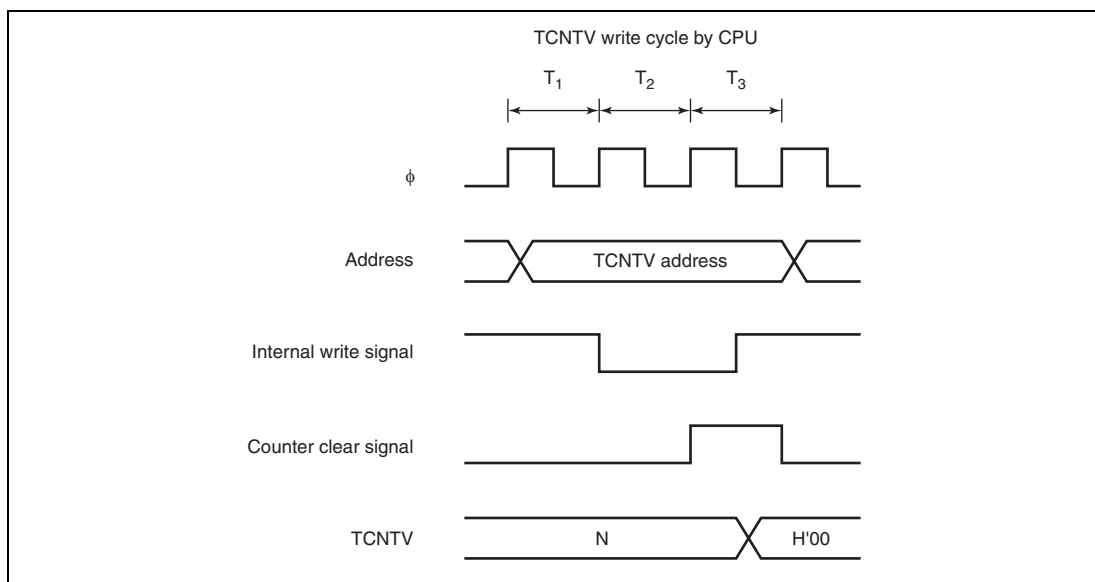 TCNTV write cycle by CPU
T1 T2 T3
ϕ
Address TCNTV address
Internal write signal
Counter clear signal
TCNTV N H'00